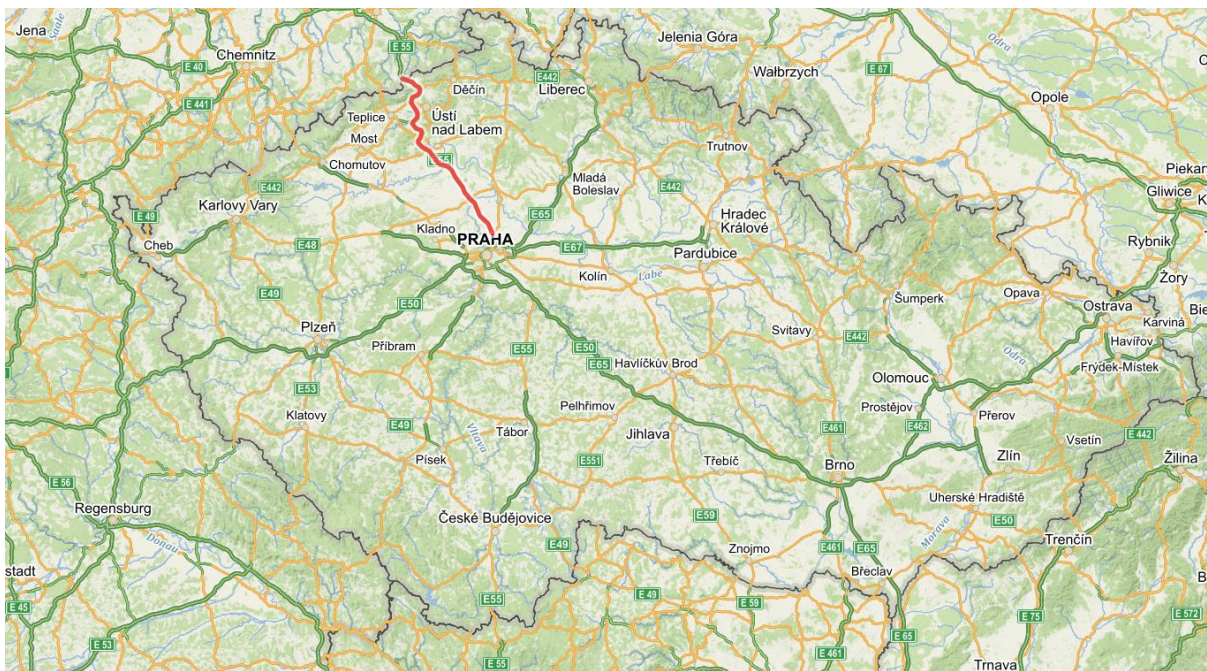 Jena
Saale
Chemnitz
E 55
E 40
E 441
Jelenia Góra
Odra
Wałbrzych
E 67
E442
Liberec
Děčín
Opole
Teplice
Ústí
nad Labem
Most
Chomutov
Trutnov
Piekar
Gliwice
E442
E 49
Karlovy Vary
Mladá
Boleslav
E442
Hradec
Králové
E65
Kladno
PRAHA
Cheb
E48
E67
Pardubice
Rybnik
Kolín
Labe
Żory
E49
E50
Šumperk
Opava
Ostrava
Bie
Karviná
Plzeň
Příbram
E55
E50
Svitavy
E442
Havířov
Odra
E65
Havlíčkův Brod
Frýdek-Místek
E53
Olomouc
Klatovy
Pelhřimov
Prostějov
Přerov
E49
Vltava
Tábor
Jihlava
E461
E462
Vsetín
E 442
Písek
E551
Třebíč
Brno
Zlín
Žilina
E 56
Regensburg
České Budějovice
E59
Uherské Hradiště
Donau
E49
Morava
E50
Znojmo
E461
E65
Trenčín
stadt
Břeclav
E55
E 49
E 59
E 45
E 53
E 55
E 65
E 75
E 572
E 461
Trnava